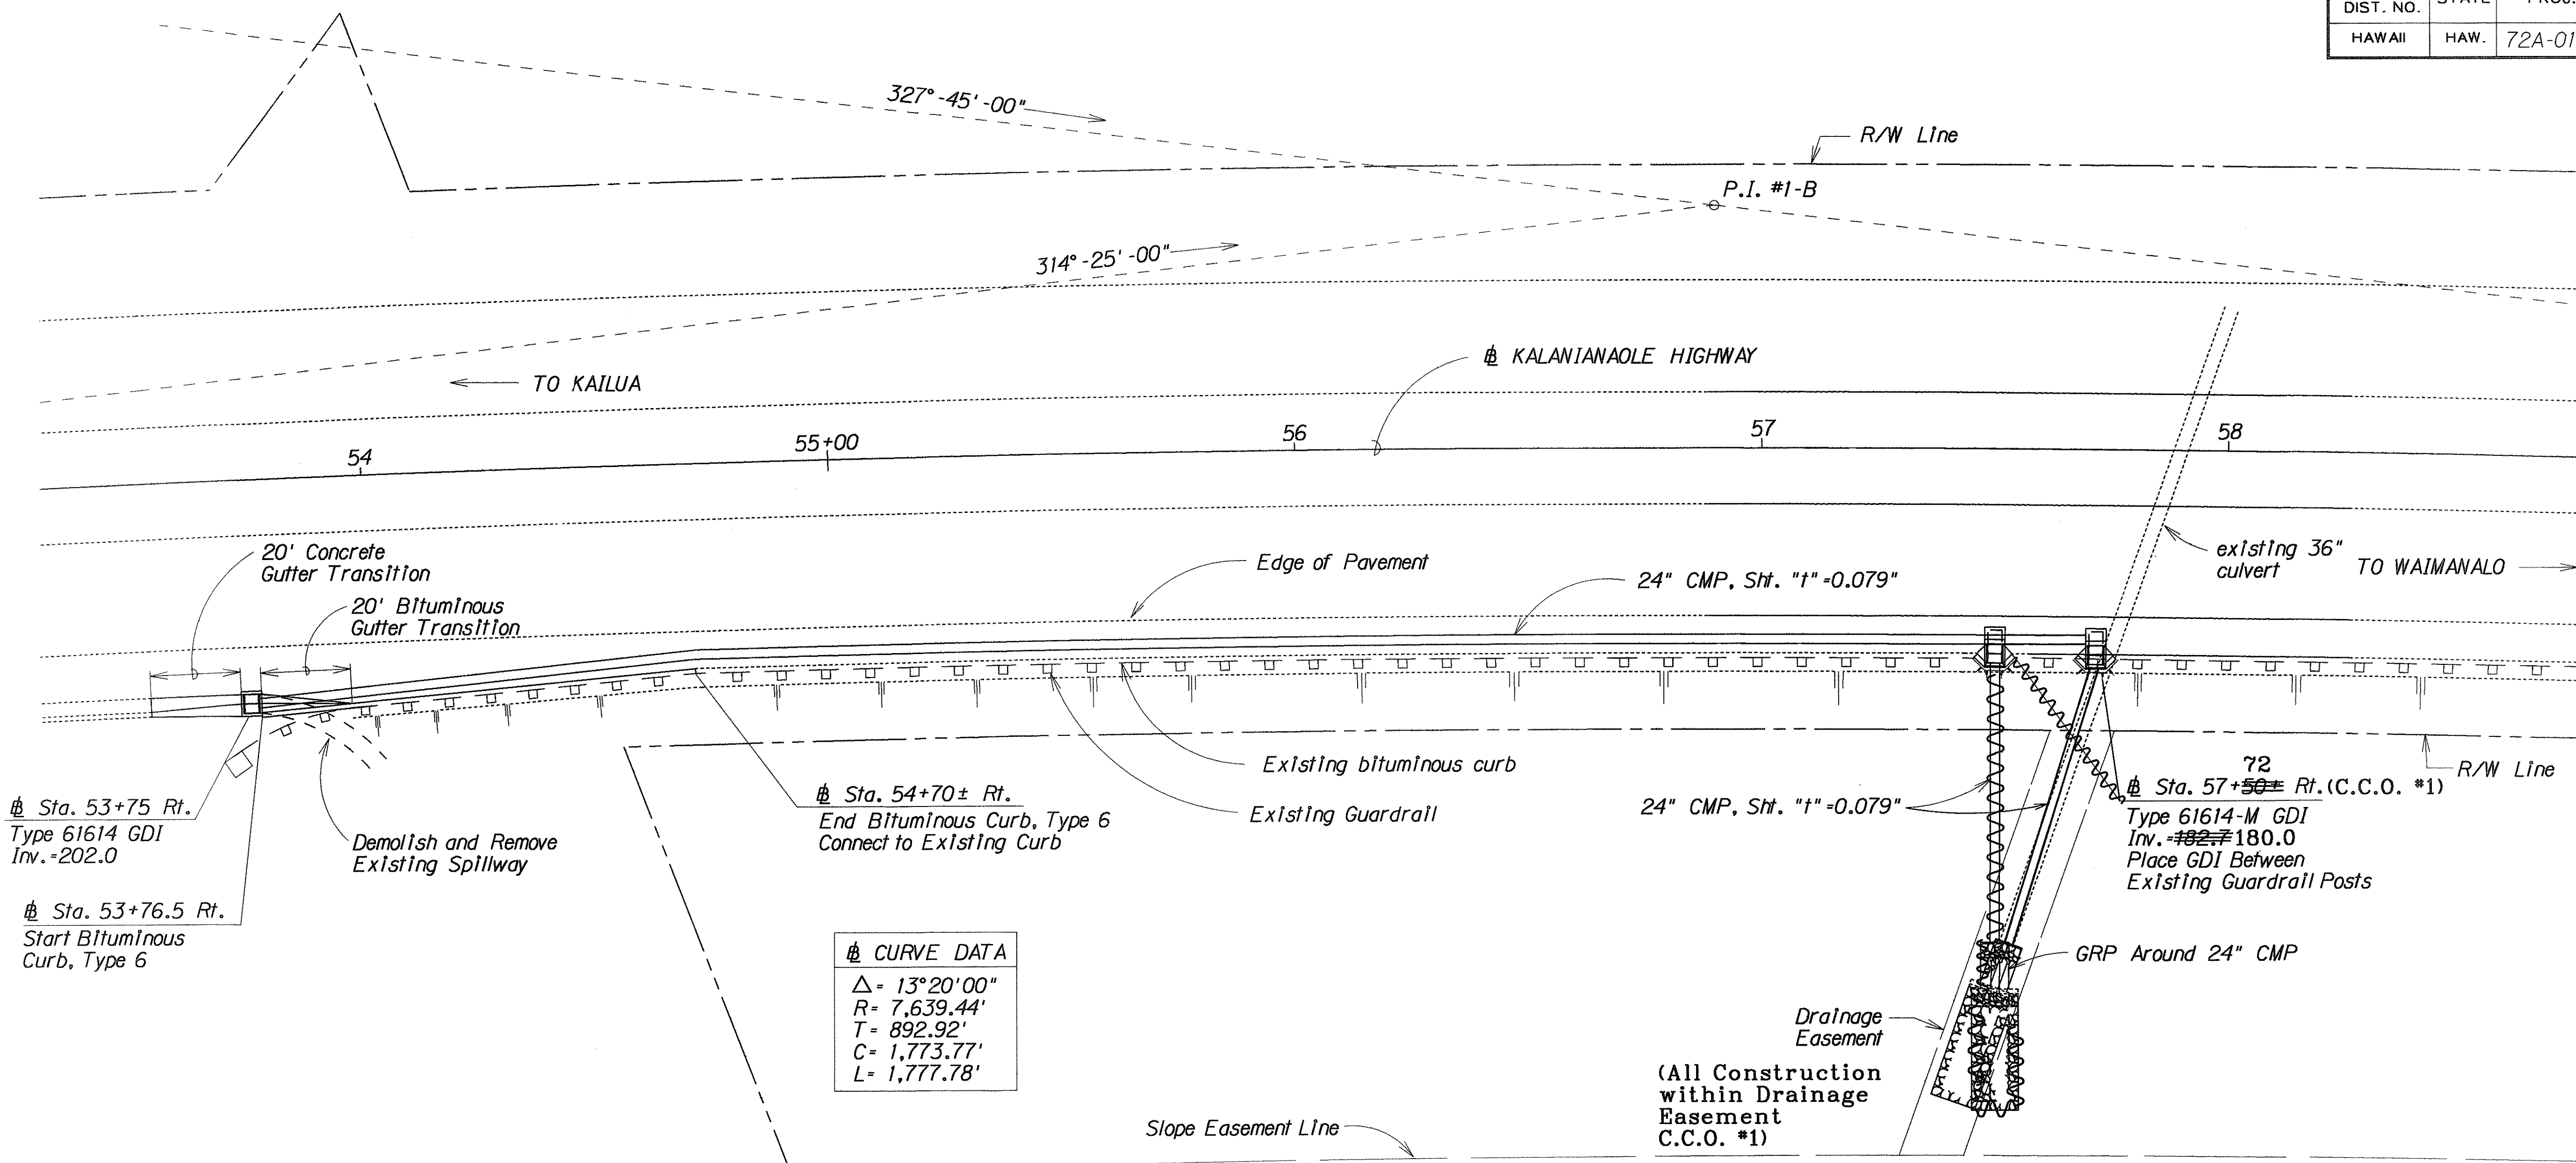 DIST. NO. STATE PROJ.
HAWAII HAW. 72A-01
327°-45'-00"
R/W Line
P.I. #1-B
314°-25'-00"
TO KAILUA
℄ KALANIANAOLE HIGHWAY
54
55+00
56
57
58
20' Concrete
Gutter Transition
20' Bituminous
Gutter Transition
Edge of Pavement
24" CMP, Sht. "t"=0.079"
existing 36"
culvert
TO WAIMANALO
℄ Sta. 53+75 Rt.
Type 61614 GDI
Inv.=202.0
℄ Sta. 53+76.5 Rt.
Start Bituminous
Curb, Type 6
Demolish and Remove
Existing Spillway
℄ Sta. 54+70± Rt.
End Bituminous Curb, Type 6
Connect to Existing Curb
Existing bituminous curb
Existing Guardrail
24" CMP, Sht. "t"=0.079"
72
℄ Sta. 57+50± Rt.(C.C.O. #1)
Type 61614-M GDI
Inv.=182.7 180.0
Place GDI Between
Existing Guardrail Posts
R/W Line
℄ CURVE DATA
△= 13°20'00"
R= 7,639.44'
T= 892.92'
C= 1,773.77'
L= 1,777.78'
GRP Around 24" CMP
Drainage
Easement
(All Construction
within Drainage
Easement
C.C.O. #1)
Slope Easement Line